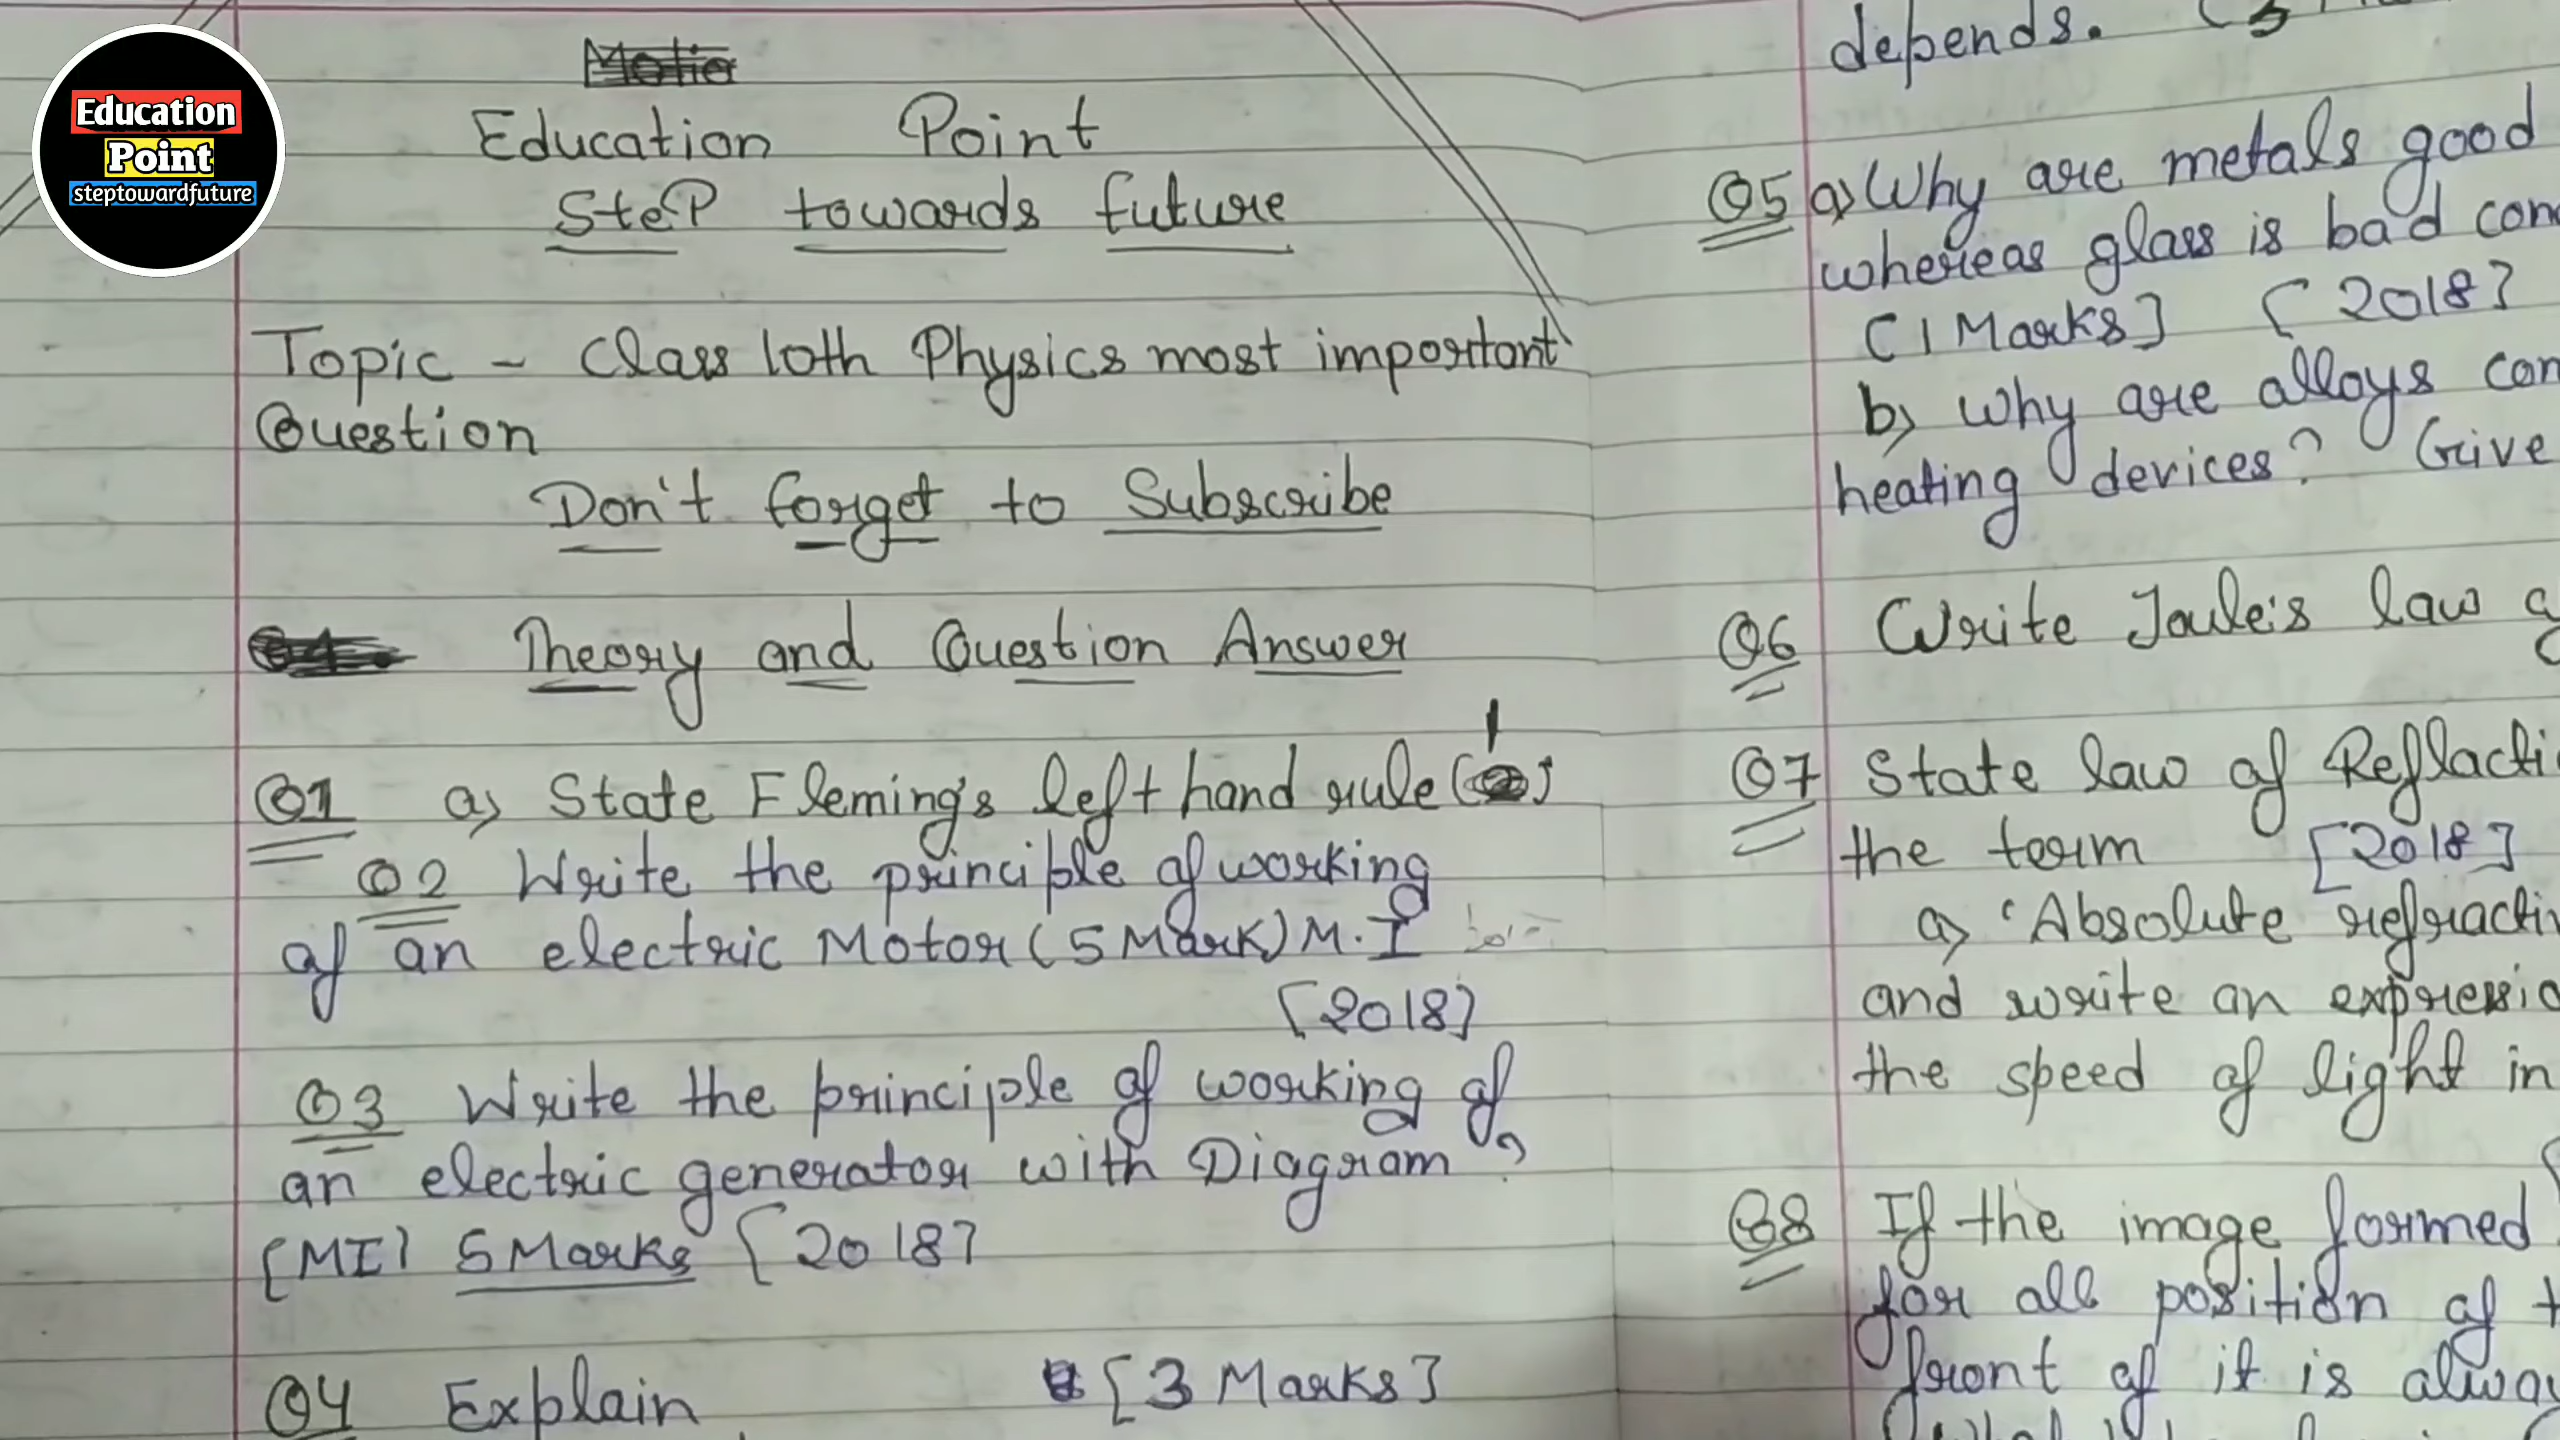 Education
Point
steptowardfuture
Education Point
SteP towards future
Topic - Class 10th Physics most important
Question
Don't forget to Subscribe
Theory and Question Answer
Q1 a) State Fleming's left hand rule (1)
Q2 Write the principle of working
of an electric Motor (5 Mark) M.I
[2018]
Q3 Write the principle of working of
an electric generator with Diagram ?
[MI] 5 Marks [2018]
Q4 Explain [3 Marks]
depends.
Q5 a) Why are metals good
whereas glass is bad
[1 Marks] [2018]
b) Why are alloys
heating devices? Give
Q6 Write Joule's law
Q7 State law of
the term [2018]
a) 'Absolute
and write an
the speed of light in
Q8 If the image formed
for all position of
front of it is